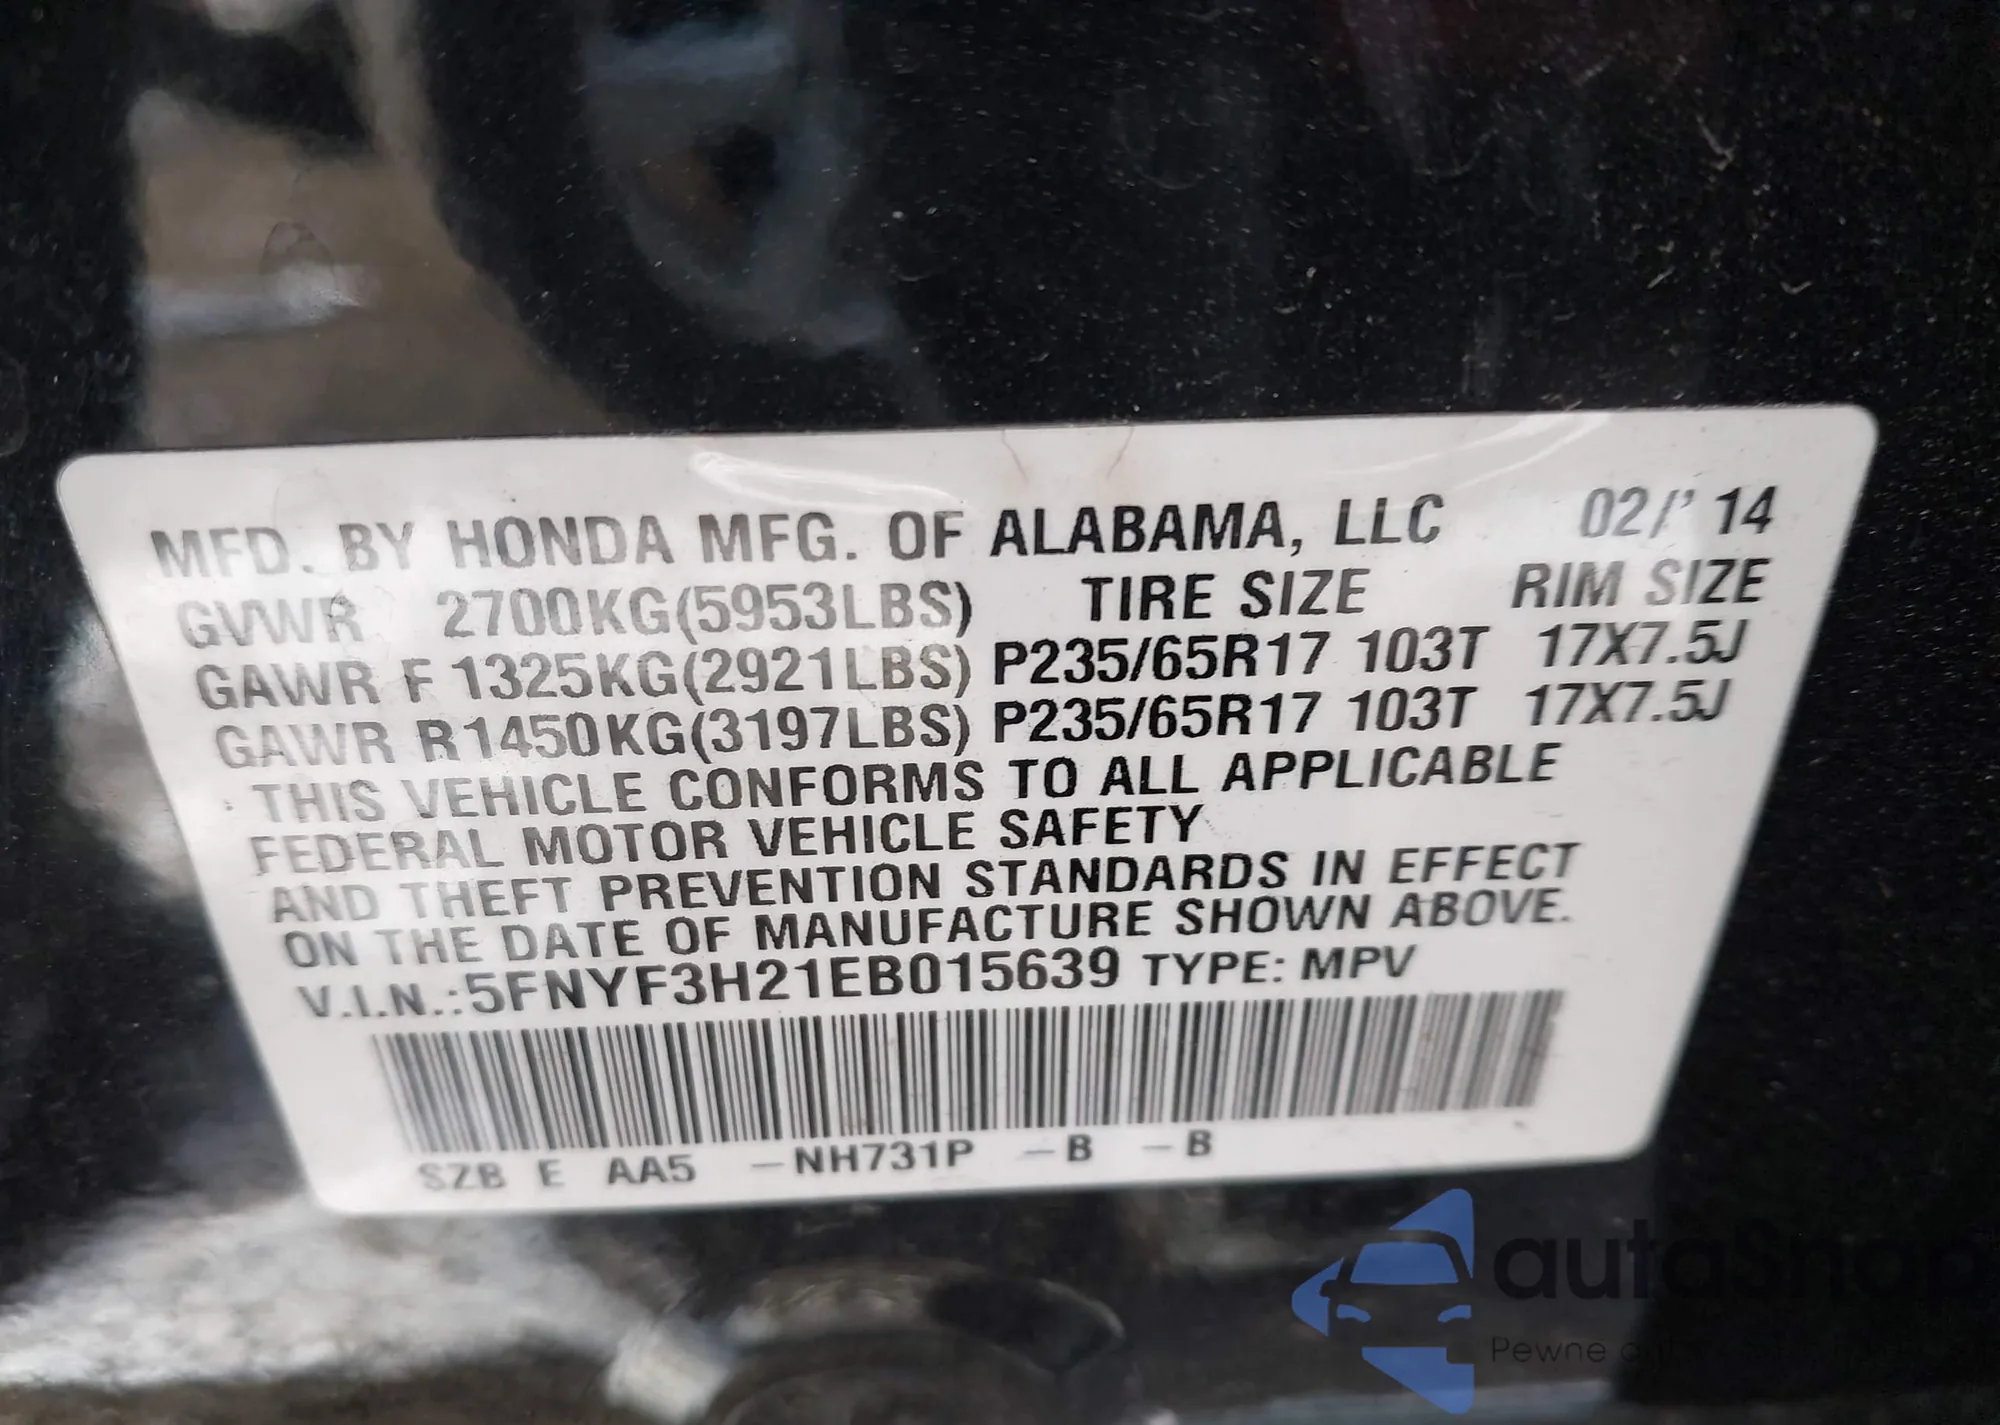 MFD. BY HONDA MFG. OF ALABAMA, LLC 02/'14
GVWR 2700KG(5953LBS) TIRE SIZE RIM SIZE
GAWR F 1325KG(2921LBS) P235/65R17 103T 17X7.5J
GAWR R1450KG(3197LBS) P235/65R17 103T 17X7.5J
THIS VEHICLE CONFORMS TO ALL APPLICABLE
FEDERAL MOTOR VEHICLE SAFETY
AND THEFT PREVENTION STANDARDS IN EFFECT
ON THE DATE OF MANUFACTURE SHOWN ABOVE.
V.I.N.:5FNYF3H21EB015639 TYPE: MPV
SZB E AA5 –NH731P –B –B
autaShop
Pewne